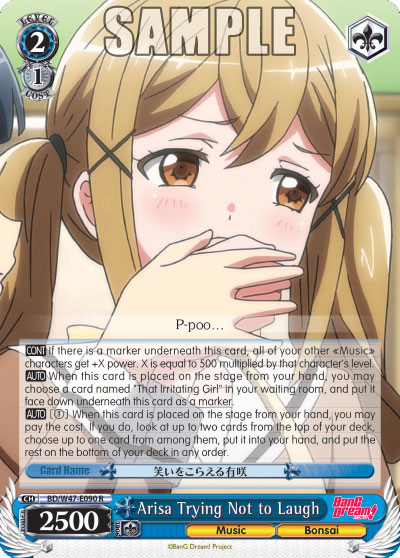 SAMPLE
LEVEL
2
1
COST
P-poo...
CONT If there is a marker underneath this card, all of your other «Music»
characters get +X power. X is equal to 500 multiplied by that character's level.
AUTO When this card is placed on the stage from your hand, you may
choose a card named "That Irritating Girl" in your waiting room, and put it
face down underneath this card as a marker.
AUTO [①] When this card is placed on the stage from your hand, you may
pay the cost. If you do, look at up to two cards from the top of your deck,
choose up to one card from among them, put it into your hand, and put the
rest on the bottom of your deck in any order.
Card Name 笑いをこらえる有咲
CH BD/W47-E090 R
Arisa Trying Not to Laugh
BanG Dream!
POWER 2500 SOUL
Music Bonsai
©BanG Dream! Project